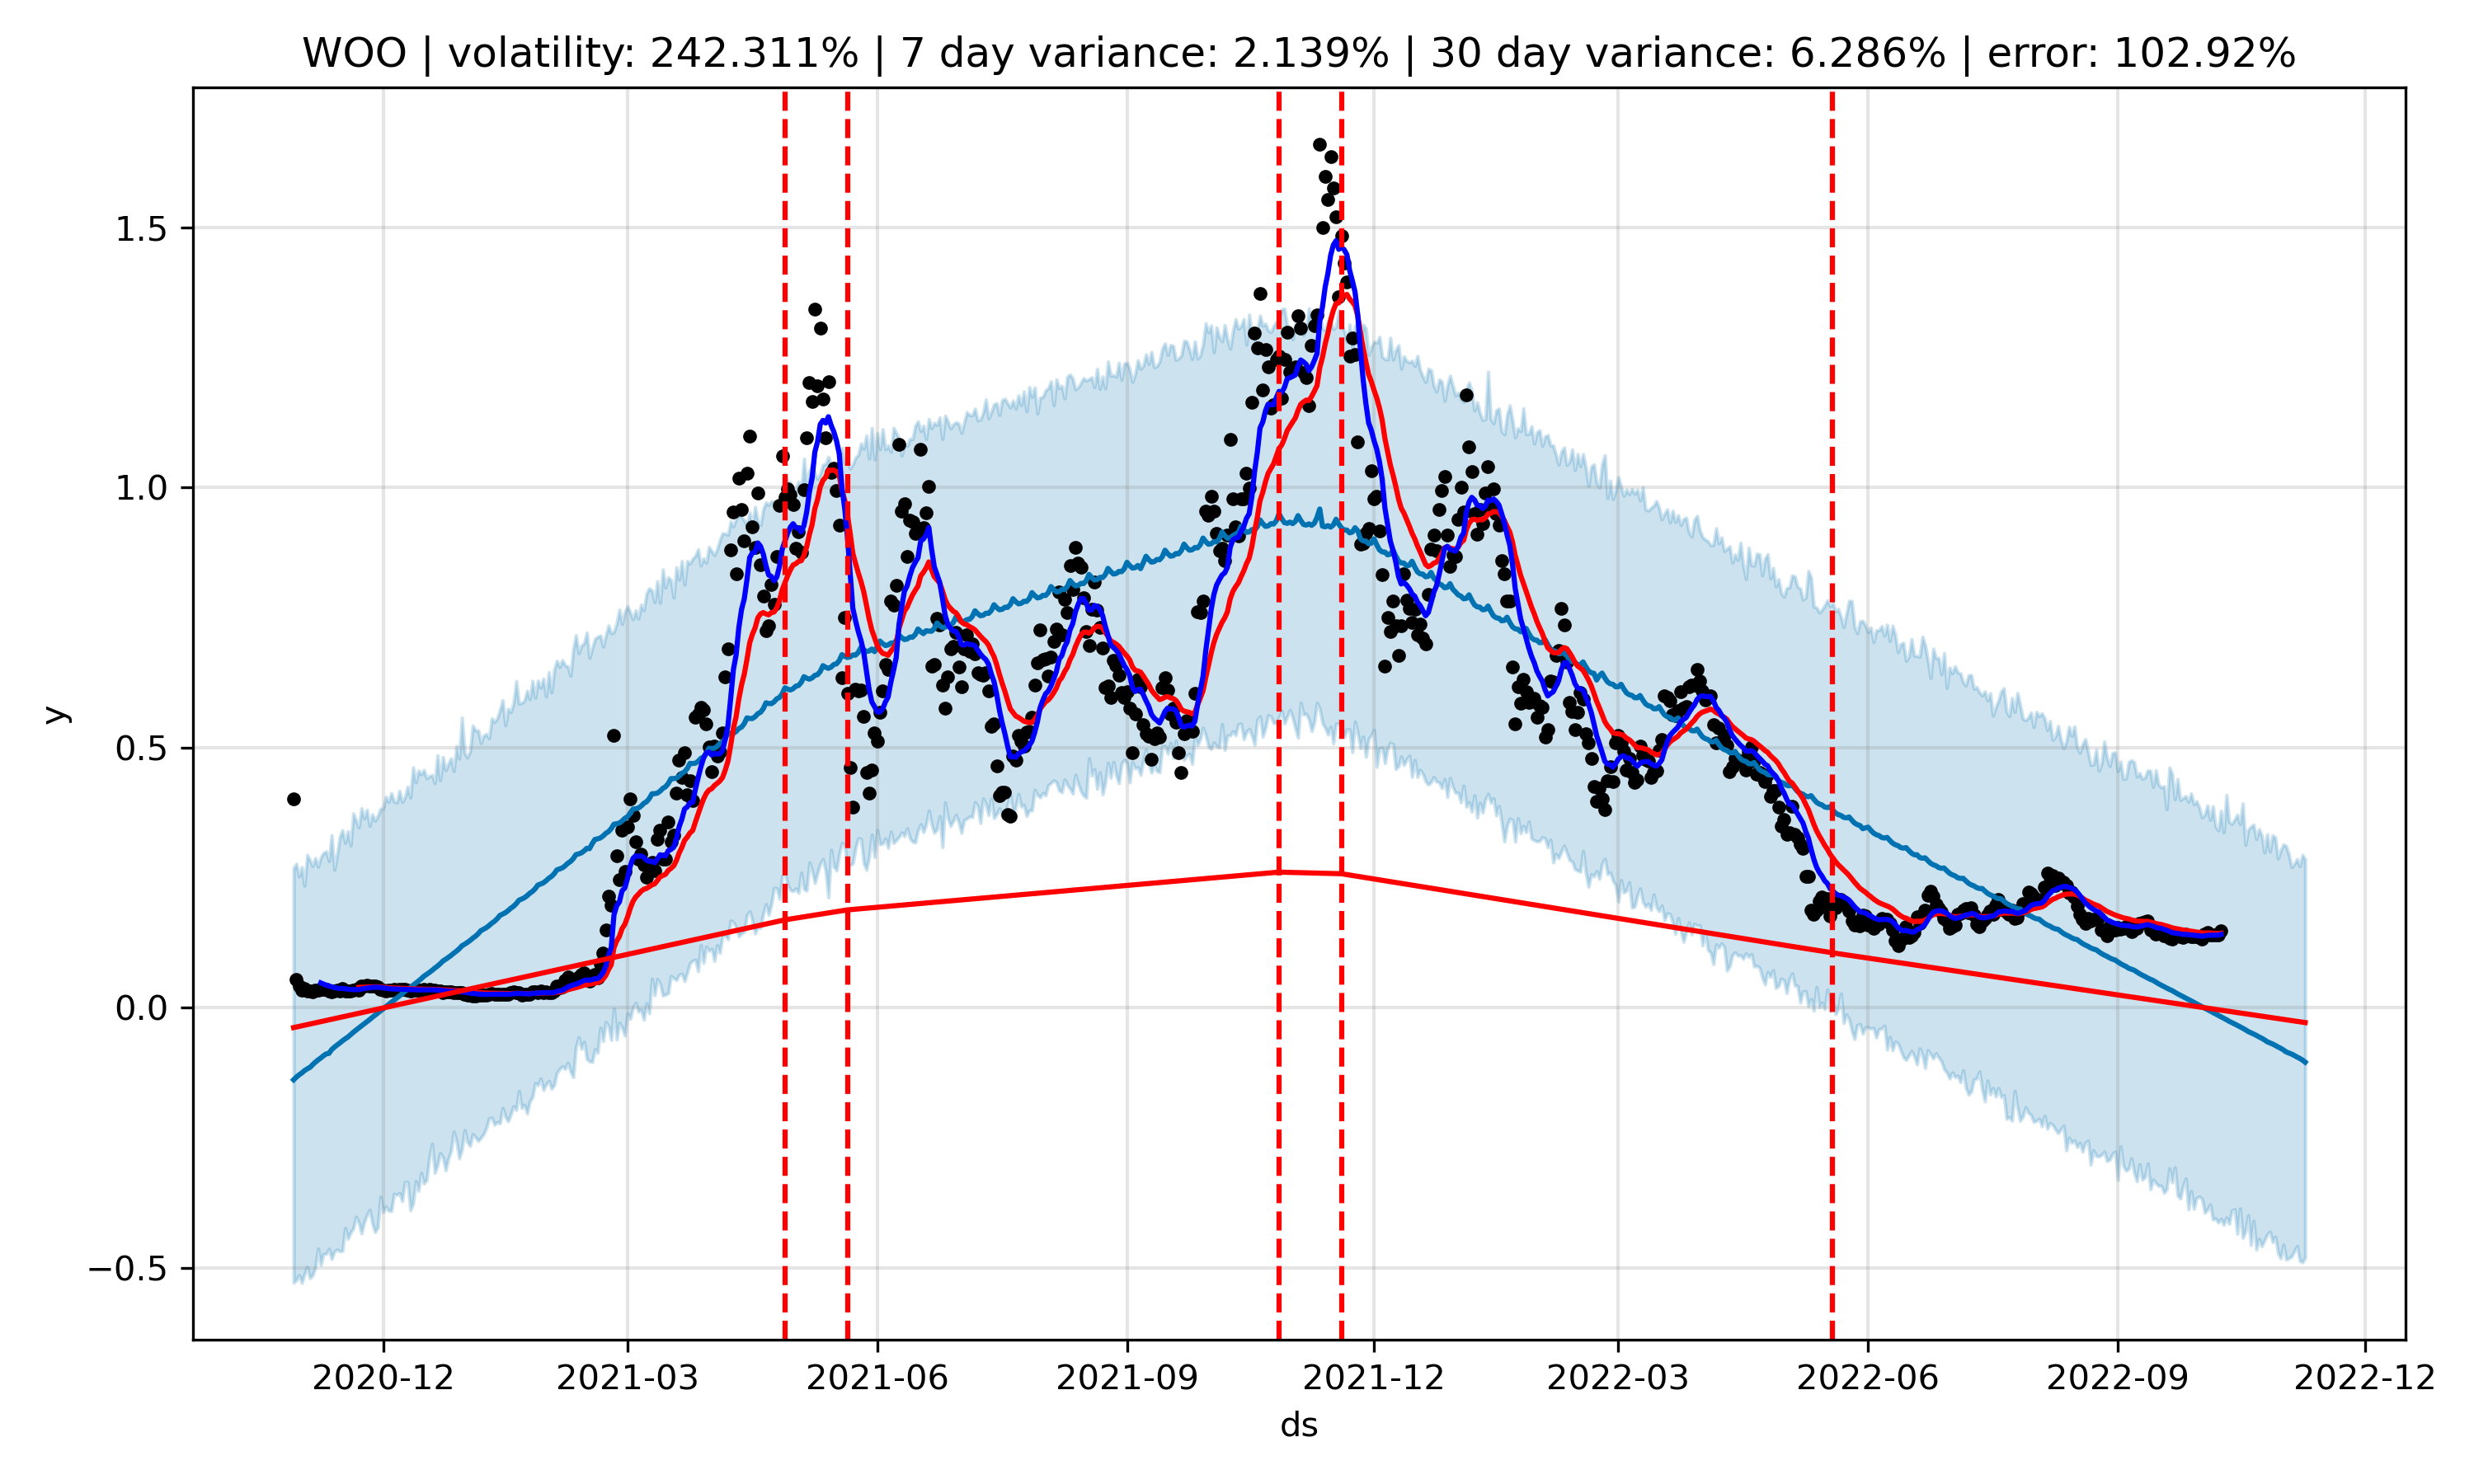 WOO | volatility: 242.311% | 7 day variance: 2.139% | 30 day variance: 6.286% | error: 102.92%
1.5
1.0
y
0.5
0.0
−0.5
2020-12 2021-03 2021-06 2021-09 2021-12 2022-03 2022-06 2022-09 2022-12
ds